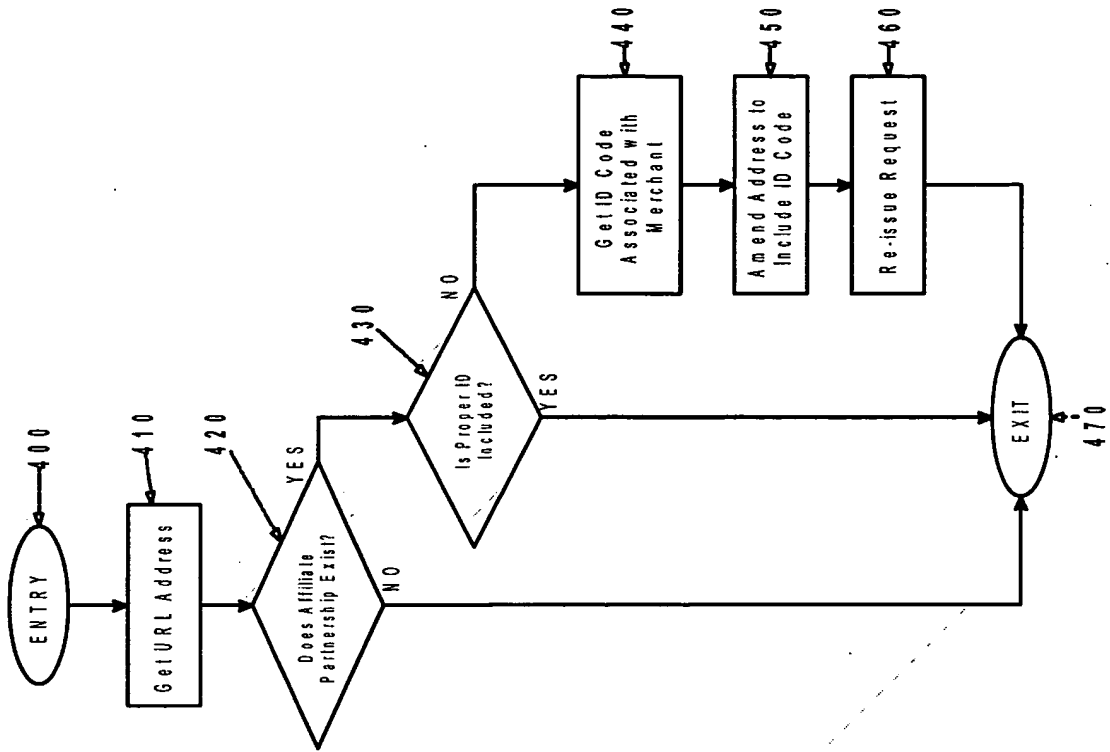 ENTRY
400
Get URL Address
410
Does Affiliate
Partnership Exist?
420
YES
NO
Is Proper ID
Included?
430
NO
YES
Get ID Code
Associated with
Merchant
440
Amend Address to
Include ID Code
450
Re-issue Request
460
EXIT
470